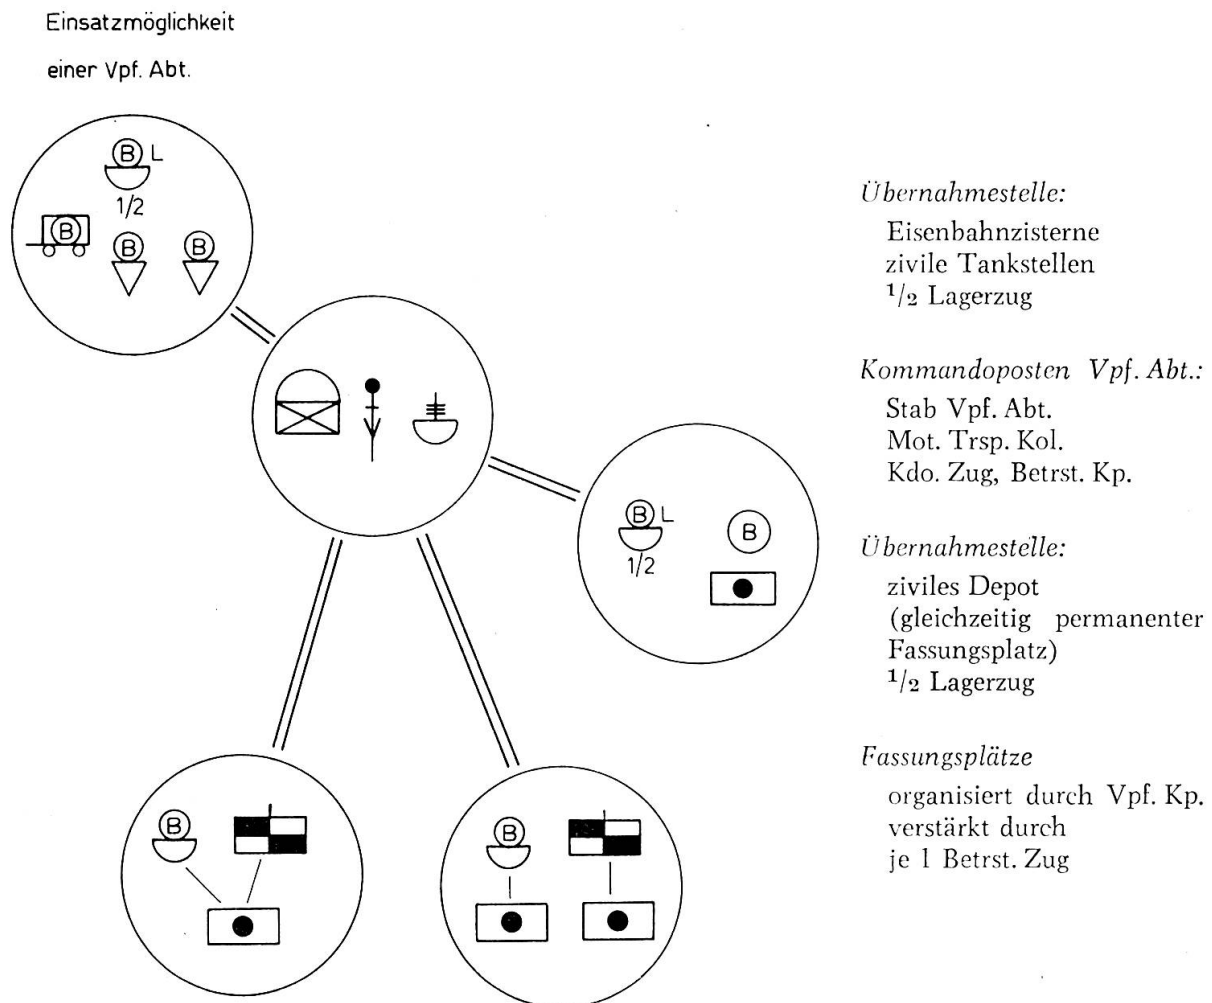 Einsatzmöglichkeit
einer Vpf. Abt.
B L
1/2
B
B
B
B L
1/2
B
B
B
Übernahmestelle:
Eisenbahnzisterne
zivile Tankstellen
1/2 Lagerzug
Kommandoposten Vpf. Abt.:
Stab Vpf. Abt.
Mot. Trsp. Kol.
Kdo. Zug, Betrst. Kp.
Übernahmestelle:
ziviles Depot
(gleichzeitig permanenter
Fassungsplatz)
1/2 Lagerzug
Fassungsplätze
organisiert durch Vpf. Kp.
verstärkt durch
je 1 Betrst. Zug